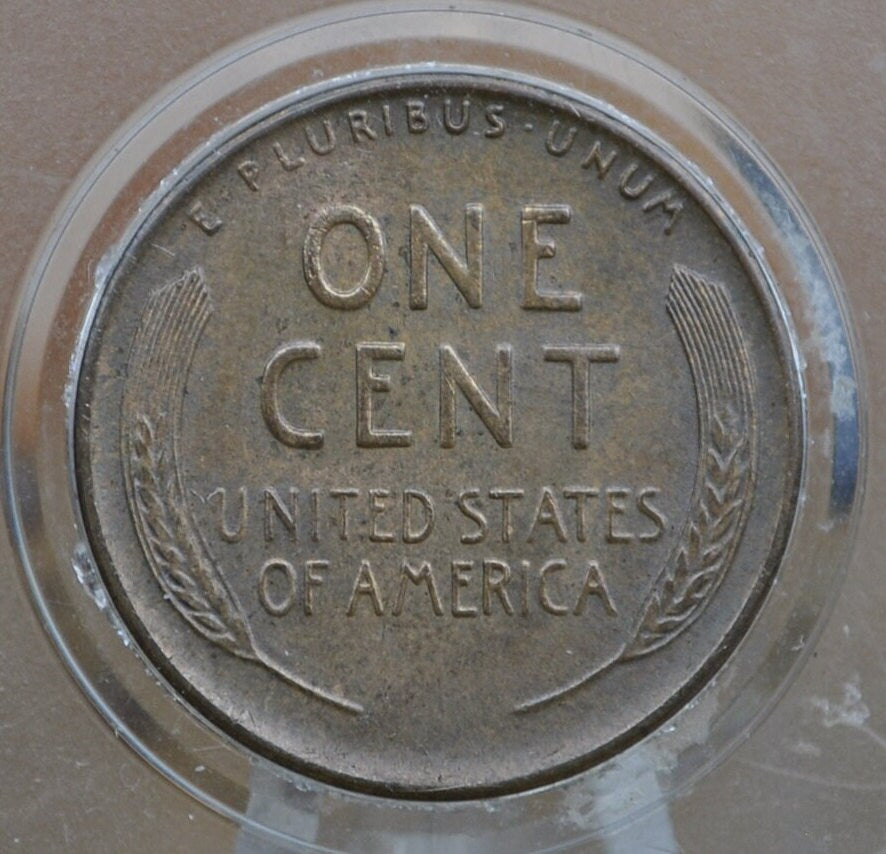 E · PLURIBUS · UNUM
ONE
CENT
UNITED STATES
OF AMERICA